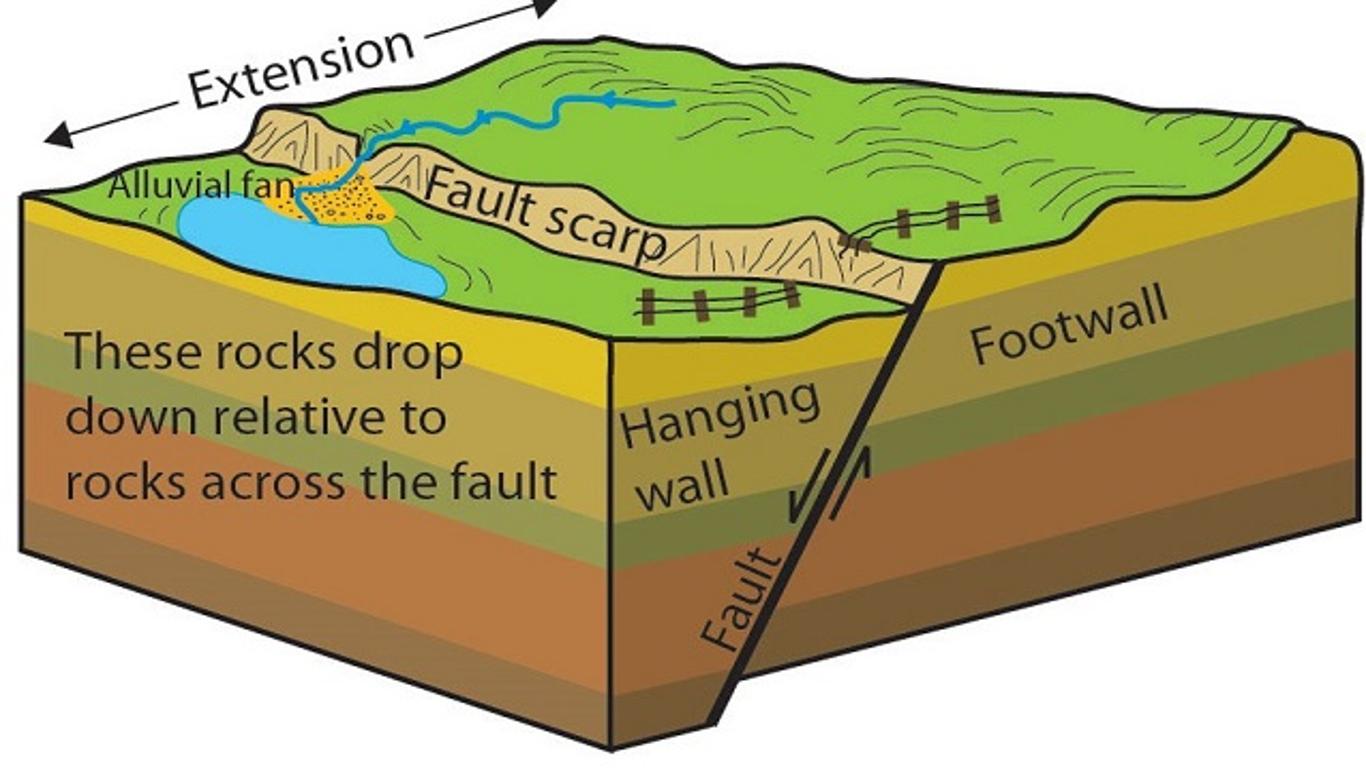 Extension
Alluvial fan
Fault scarp
Footwall
These rocks drop
down relative to
rocks across the fault
Hanging
wall
Fault